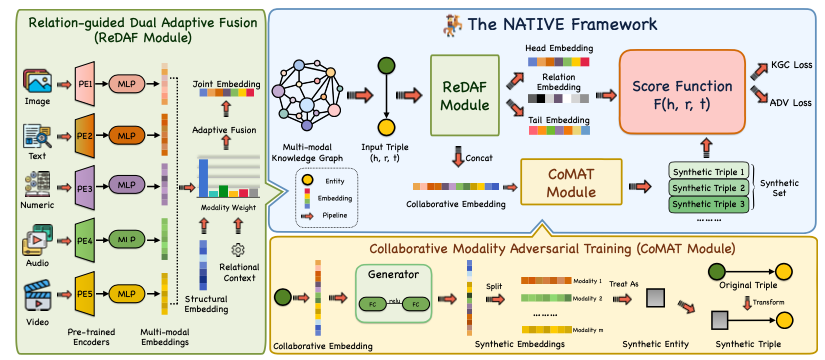 Relation-guided Dual Adaptive Fusion
(ReDAF Module)
Image
PE1
MLP
Text
PE2
MLP
Numeric
PE3
MLP
Audio
PE4
MLP
Video
PE5
MLP
Pre-trained
Encoders
Multi-modal
Embeddings
Joint Embedding
Adaptive Fusion
Modality Weight
Structural
Embedding
Relational
Context
The NATIVE Framework
Multi-modal
Knowledge Graph
Input Triple
(h, r, t)
ReDAF
Module
Head Embedding
Relation
Embedding
Tail Embedding
Score Function
F(h, r, t)
KGC Loss
ADV Loss
Entity
Embedding
Pipeline
Concat
Collaborative Embedding
CoMAT
Module
Synthetic Triple 1
Synthetic Triple 2
Synthetic Triple 3
………
Synthetic
Set
Collaborative Modality Adversarial Training (CoMAT Module)
Collaborative Embedding
Generator
FC
relu
FC
Split
Modality 1
Modality 2
………
Modality m
Synthetic Embeddings
Treat As
Synthetic Entity
Original Triple
Transform
Synthetic Triple